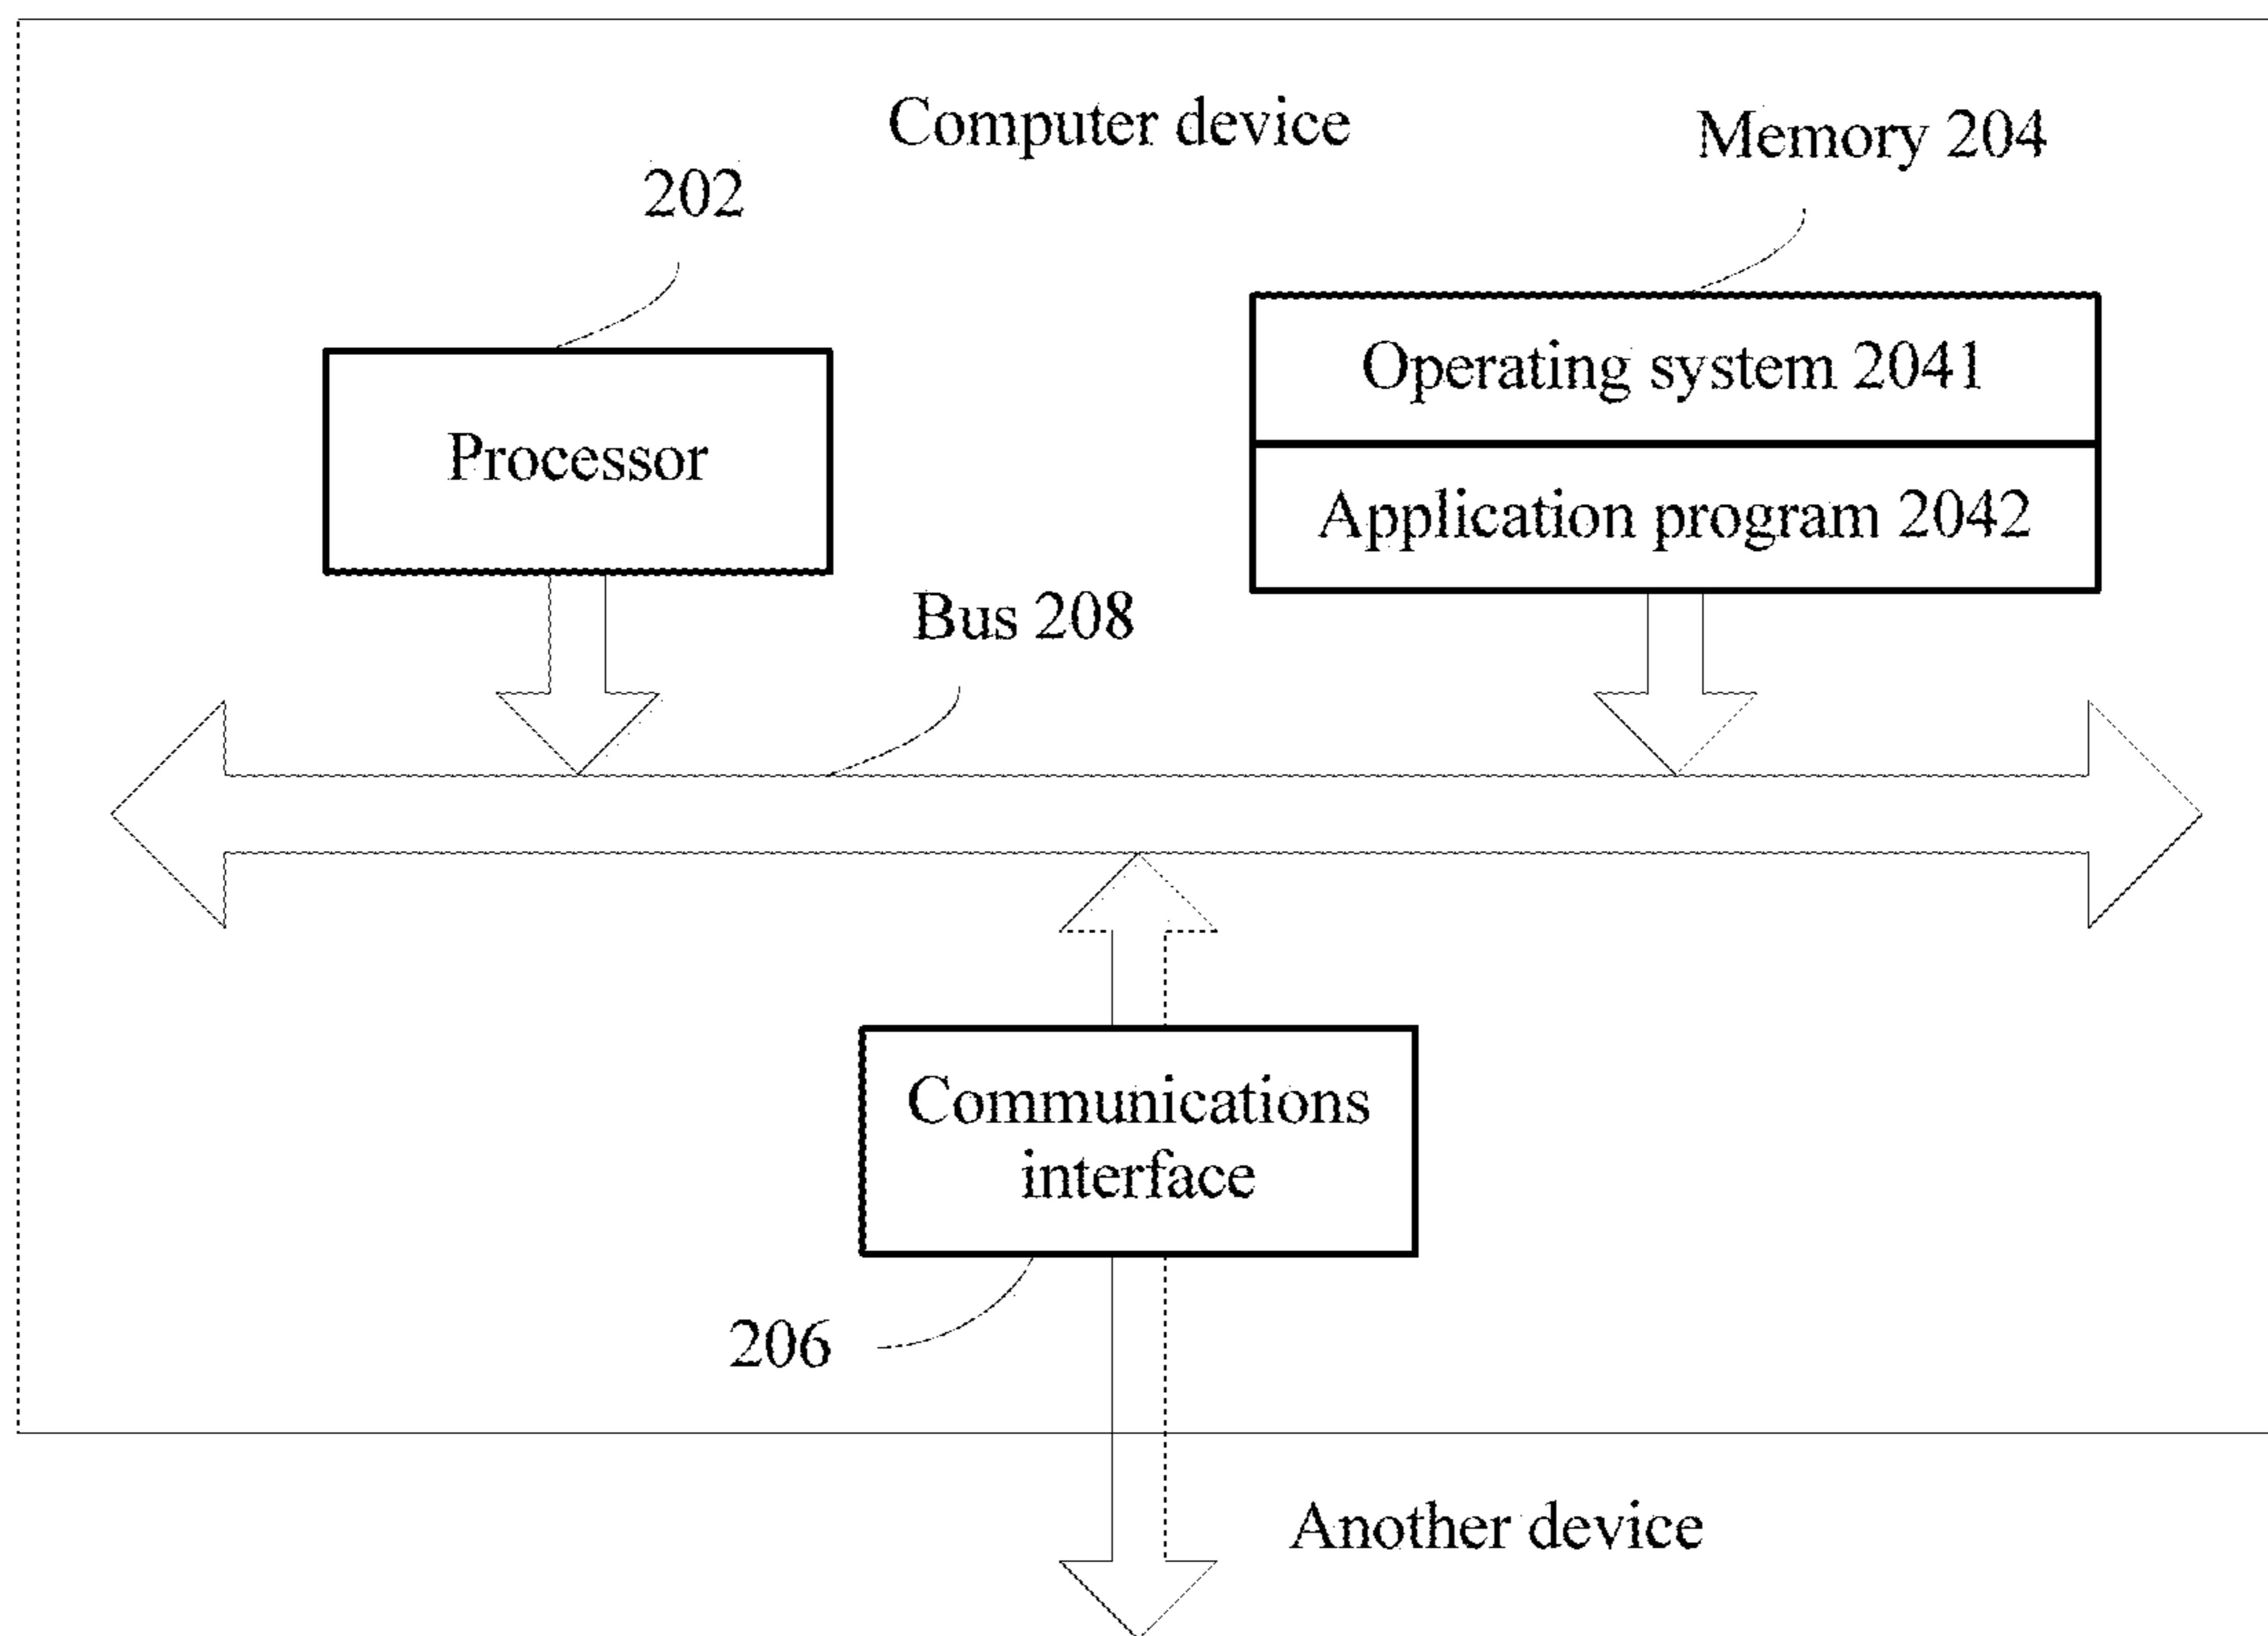 Computer device
Memory 204
202
Operating system 2041
Processor
Application program 2042
Bus 208
Communications
interface
206
Another device